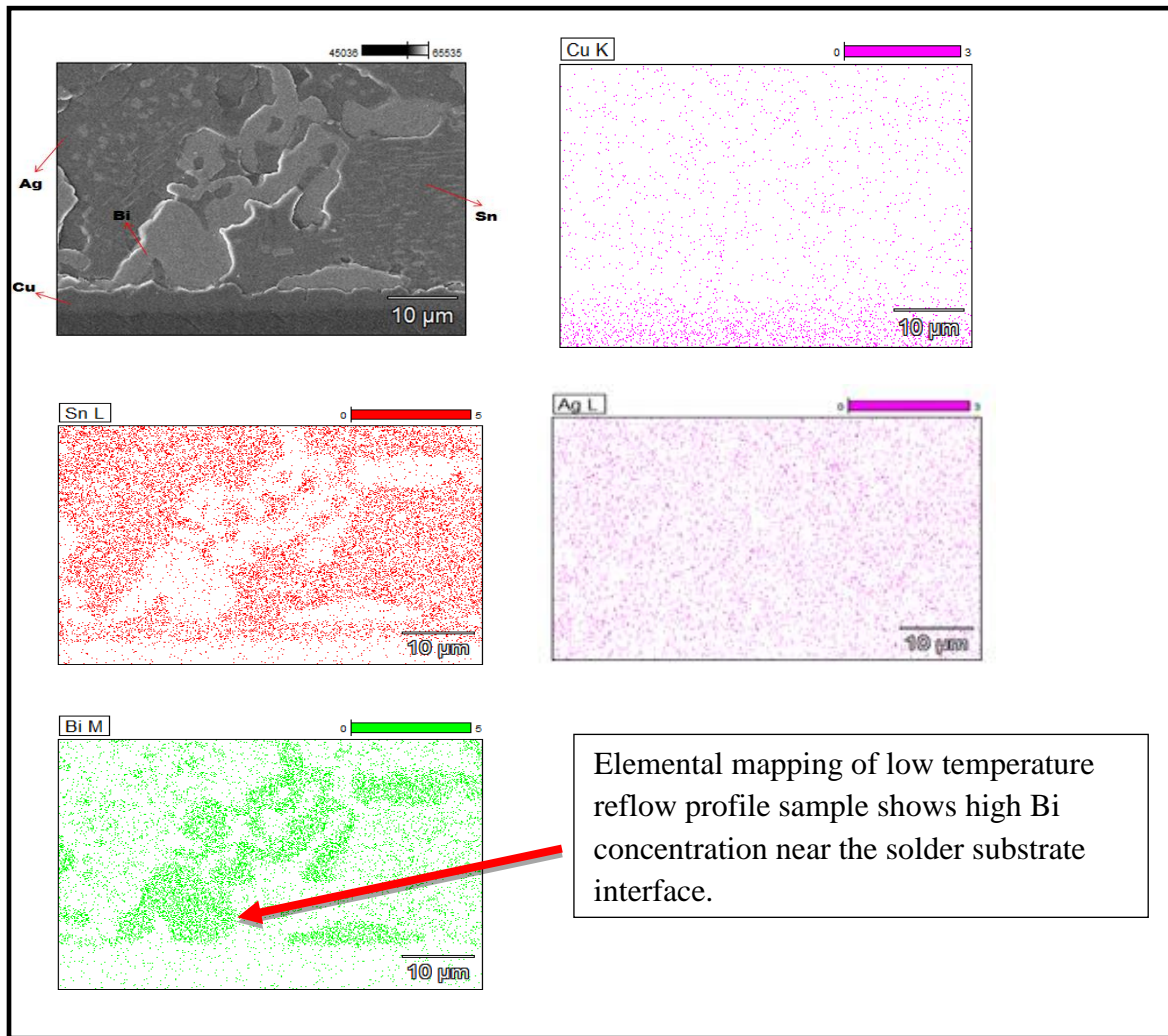 45036 65535
Ag
Bi
Sn
Cu
10 µm
Cu K
0 3
10 µm
Sn L
0 5
10 µm
Ag L
0 3
10 µm
Bi M
0 5
10 µm
Elemental mapping of low temperature
reflow profile sample shows high Bi
concentration near the solder substrate
interface.